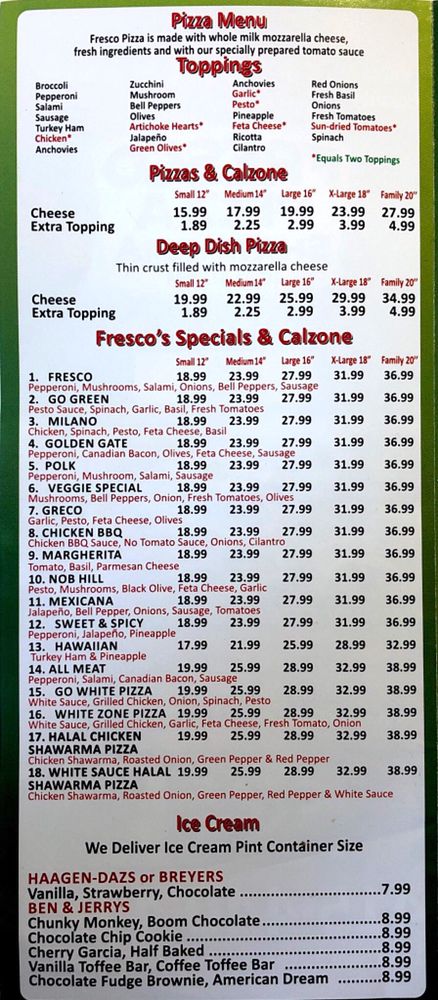 Pizza Menu
Fresco Pizza is made with whole milk mozzarella cheese,
fresh ingredients and with our specially prepared tomato sauce
Toppings
Broccoli Zucchini Anchovies Red Onions
Pepperoni Mushroom Garlic* Fresh Basil
Salami Bell Peppers Pesto* Onions
Sausage Olives Pineapple Fresh Tomatoes
Turkey Ham Artichoke Hearts* Feta Cheese* Sun-dried Tomatoes*
Chicken* Jalapeño Ricotta Spinach
Anchovies Green Olives* Cilantro
*Equals Two Toppings
Pizzas & Calzone
Small 12" Medium 14" Large 16" X-Large 18" Family 20"
Cheese 15.99 17.99 19.99 23.99 27.99
Extra Topping 1.89 2.25 2.99 3.99 4.99
Deep Dish Pizza
Thin crust filled with mozzarella cheese
Small 12" Medium 14" Large 16" X-Large 18" Family 20"
Cheese 19.99 22.99 25.99 29.99 34.99
Extra Topping 1.89 2.25 2.99 3.99 4.99
Fresco's Specials & Calzone
Small 12" Medium 14" Large 16" X-Large 18" Family 20"
1. FRESCO 18.99 23.99 27.99 31.99 36.99
Pepperoni, Mushrooms, Salami, Onions, Bell Peppers, Sausage
2. GO GREEN 18.99 23.99 27.99 31.99 36.99
Pesto Sauce, Spinach, Garlic, Basil, Fresh Tomatoes
3. MILANO 18.99 23.99 27.99 31.99 36.99
Chicken, Spinach, Pesto, Feta Cheese, Basil
4. GOLDEN GATE 18.99 23.99 27.99 31.99 36.99
Pepperoni, Canadian Bacon, Olives, Feta Cheese, Sausage
5. POLK 18.99 23.99 27.99 31.99 36.99
Pepperoni, Mushroom, Salami, Sausage
6. VEGGIE SPECIAL 18.99 23.99 27.99 31.99 36.99
Mushrooms, Bell Peppers, Onion, Fresh Tomatoes, Olives
7. GRECO 18.99 23.99 27.99 31.99 36.99
Garlic, Pesto, Feta Cheese, Olives
8. CHICKEN BBQ 18.99 23.99 27.99 31.99 36.99
Chicken BBQ Sauce, No Tomato Sauce, Onions, Cilantro
9. MARGHERITA 18.99 23.99 27.99 31.99 36.99
Tomato, Basil, Parmesan Cheese
10. NOB HILL 18.99 23.99 27.99 31.99 36.99
Pesto, Mushrooms, Black Olive, Feta Cheese, Garlic
11. MEXICANA 18.99 23.99 27.99 31.99 36.99
Jalapeño, Bell Pepper, Onions, Sausage, Tomatoes
12. SWEET & SPICY 18.99 23.99 27.99 31.99 36.99
Pepperoni, Jalapeño, Pineapple
13. HAWAIIAN 17.99 21.99 25.99 28.99 32.99
Turkey Ham & Pineapple
14. ALL MEAT 19.99 25.99 28.99 32.99 38.99
Pepperoni, Salami, Canadian Bacon, Sausage
15. GO WHITE PIZZA 19.99 25.99 28.99 32.99 38.99
White Sauce, Grilled Chicken, Onion, Spinach, Pesto
16. WHITE ZONE PIZZA 19.99 25.99 28.99 32.99 38.99
White Sauce, Grilled Chicken, Garlic, Feta Cheese, Fresh Tomato, Onion
17. HALAL CHICKEN 19.99 25.99 28.99 32.99 38.99
SHAWARMA PIZZA
Chicken Shawarma, Roasted Onion, Green Pepper & Red Pepper
18. WHITE SAUCE HALAL 19.99 25.99 28.99 32.99 38.99
SHAWARMA PIZZA
Chicken Shawarma, Roasted Onion, Green Pepper, Red Pepper & White Sauce
Ice Cream
We Deliver Ice Cream Pint Container Size
HAAGEN-DAZS or BREYERS
Vanilla, Strawberry, Chocolate ..............................7.99
BEN & JERRYS
Chunky Monkey, Boom Chocolate..........................8.99
Chocolate Chip Cookie ........................................8.99
Cherry Garcia, Half Baked ...................................8.99
Vanilla Toffee Bar, Coffee Toffee Bar ....................8.99
Chocolate Fudge Brownie, American Dream ..........8.99